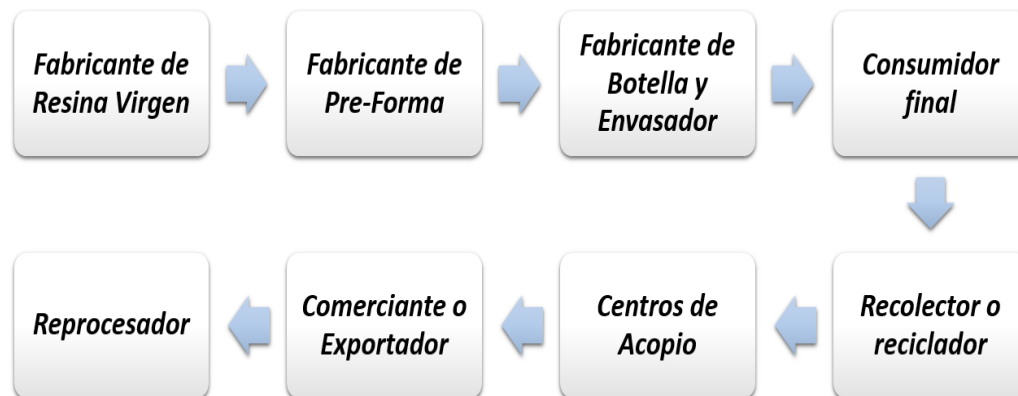 Fabricante de
Resina Virgen
Fabricante de
Pre-Forma
Fabricante de
Botella y
Envasador
Consumidor
final
Recolector o
reciclador
Centros de
Acopio
Comerciante o
Exportador
Reprocesador